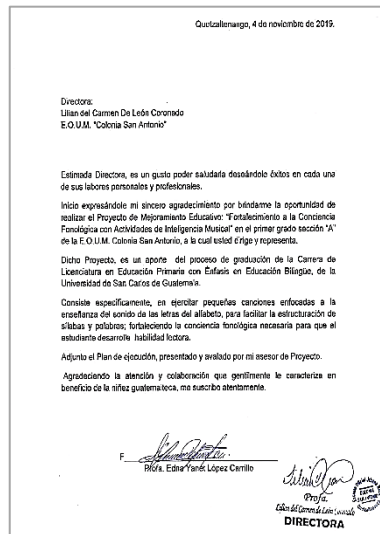 Quetzaltenango, 4 de noviembre de 2019.
Directora:
Lilian del Carmen De León Coronado
E.O.U.M. "Colonia San Antonio"
Estimada Directora, es un gusto poder saludarla deseándole éxitos en cada una
de sus labores personales y profesionales.
Inicio expresándole mi sincero agradecimiento por brindarme la oportunidad de
realizar el Proyecto de Mejoramiento Educativo: "Fortalecimiento a la Conciencia
Fonológica con Actividades de Inteligencia Musical" en el primer grado sección "A"
de la E.O.U.M. Colonia San Antonio, a la cual usted dirige y representa.
Dicho Proyecto, es un aporte del proceso de graduación de la Carrera de
Licenciatura en Educación Primaria con Énfasis en Educación Bilingüe, de
la Universidad de San Carlos de Guatemala.
Consiste específicamente, en ejercitar pequeñas canciones enfocadas a la
enseñanza del sonido de las letras del alfabeto, para facilitar la estructuración de
sílabas y palabras; fortaleciendo la conciencia fonológica necesaria para que el
estudiante desarrolle habilidad lectora.
Adjunto el Plan de ejecución, presentado y avalado por mi asesor de Proyecto.
Agradeciendo la atención y colaboración que gentilmente le caracteriza en
beneficio de la niñez guatemalteca, me suscribo atentamente.
F
Profa. Edna Yanet López Carrillo
Profa.
Lilian del Carmen de León Coronado
DIRECTORA